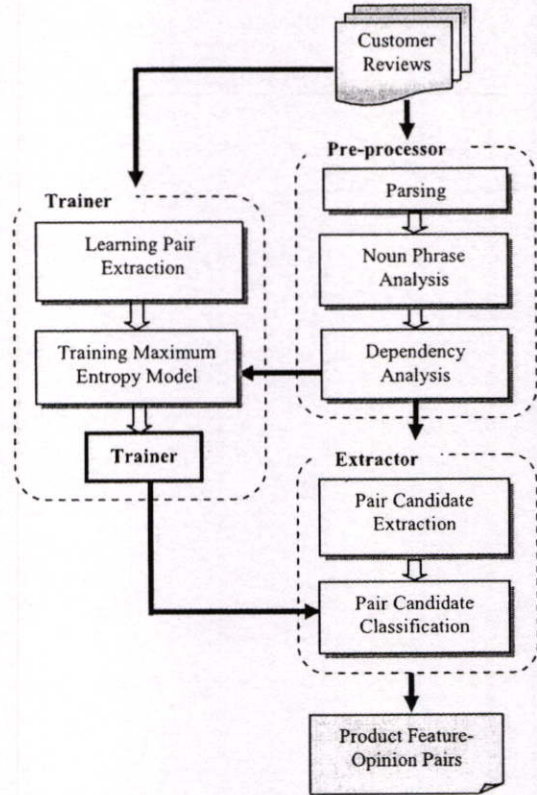 Customer
Reviews
Pre-processor
Parsing
Noun Phrase
Analysis
Dependency
Analysis
Trainer
Learning Pair
Extraction
Training Maximum
Entropy Model
Trainer
Extractor
Pair Candidate
Extraction
Pair Candidate
Classification
Product Feature-
Opinion Pairs